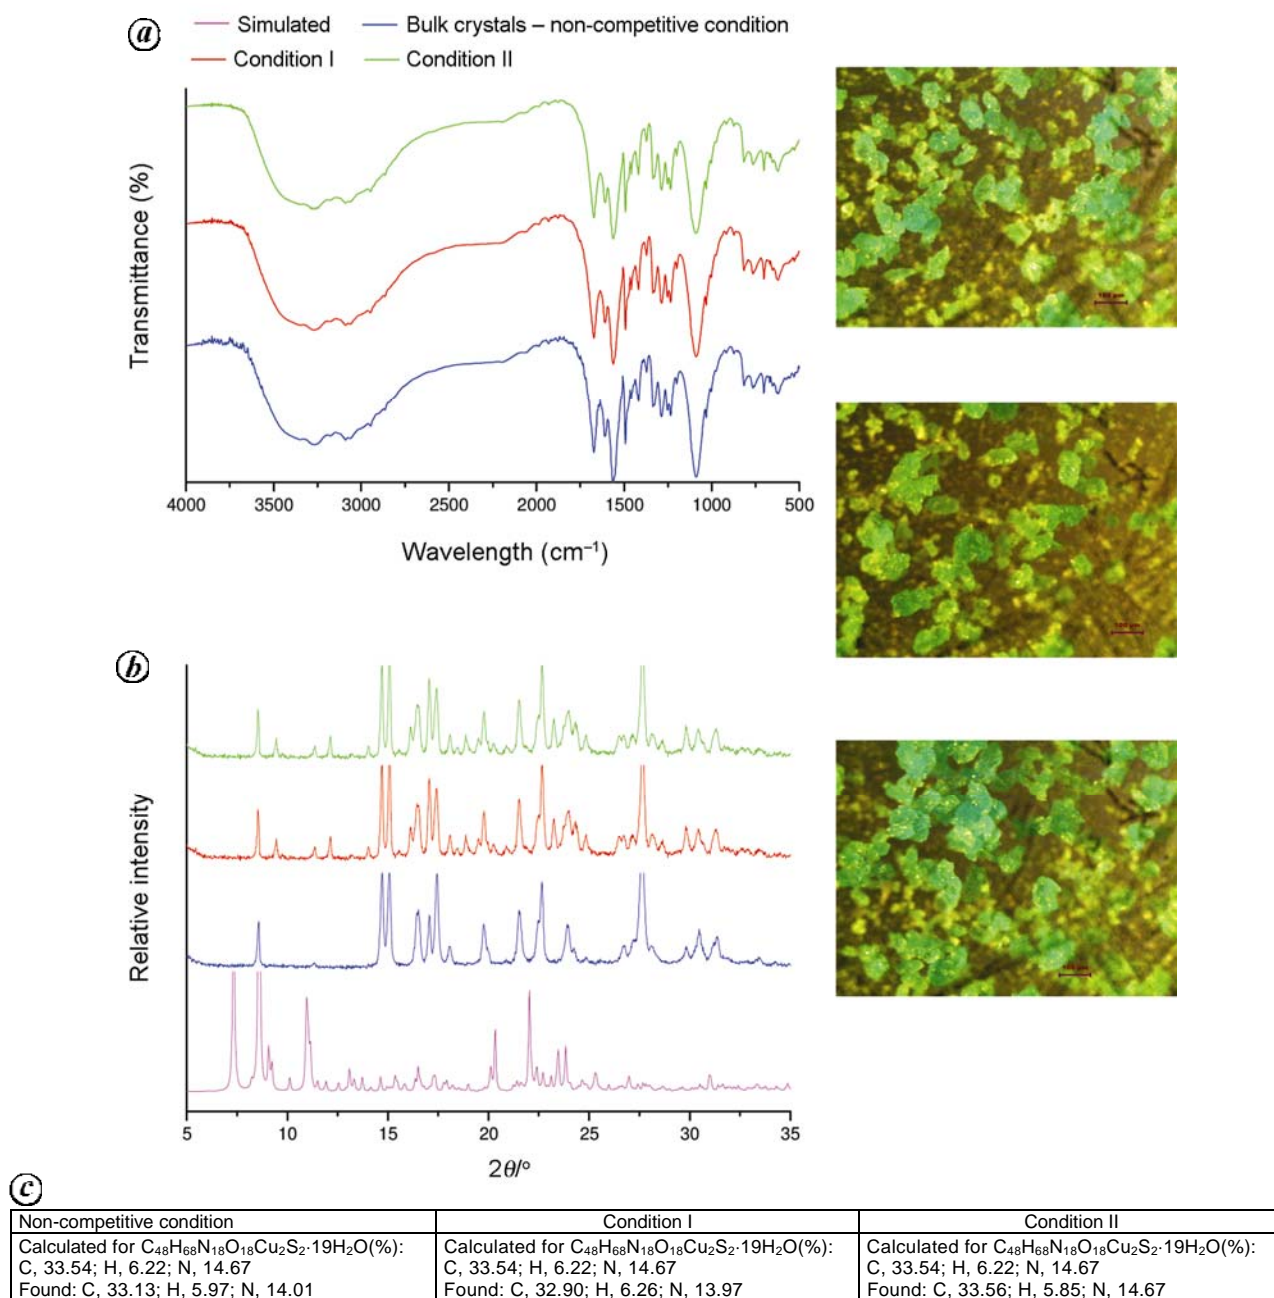 a
Simulated
Bulk crystals – non-competitive condition
Condition I
Condition II
Transmittance (%)
4000 3500 3000 2500 2000 1500 1000 500
Wavelength (cm⁻¹)
b
Relative intensity
5 10 15 20 25 30 35
2θ/°
c
Non-competitive condition Condition I Condition II
Calculated for C₄₈H₆₈N₁₈O₁₈Cu₂S₂·19H₂O(%): Calculated for C₄₈H₆₈N₁₈O₁₈Cu₂S₂·19H₂O(%): Calculated for C₄₈H₆₈N₁₈O₁₈Cu₂S₂·19H₂O(%):
C, 33.54; H, 6.22; N, 14.67 C, 33.54; H, 6.22; N, 14.67 C, 33.54; H, 6.22; N, 14.67
Found: C, 33.13; H, 5.97; N, 14.01 Found: C, 32.90; H, 6.26; N, 13.97 Found: C, 33.56; H, 5.85; N, 14.67